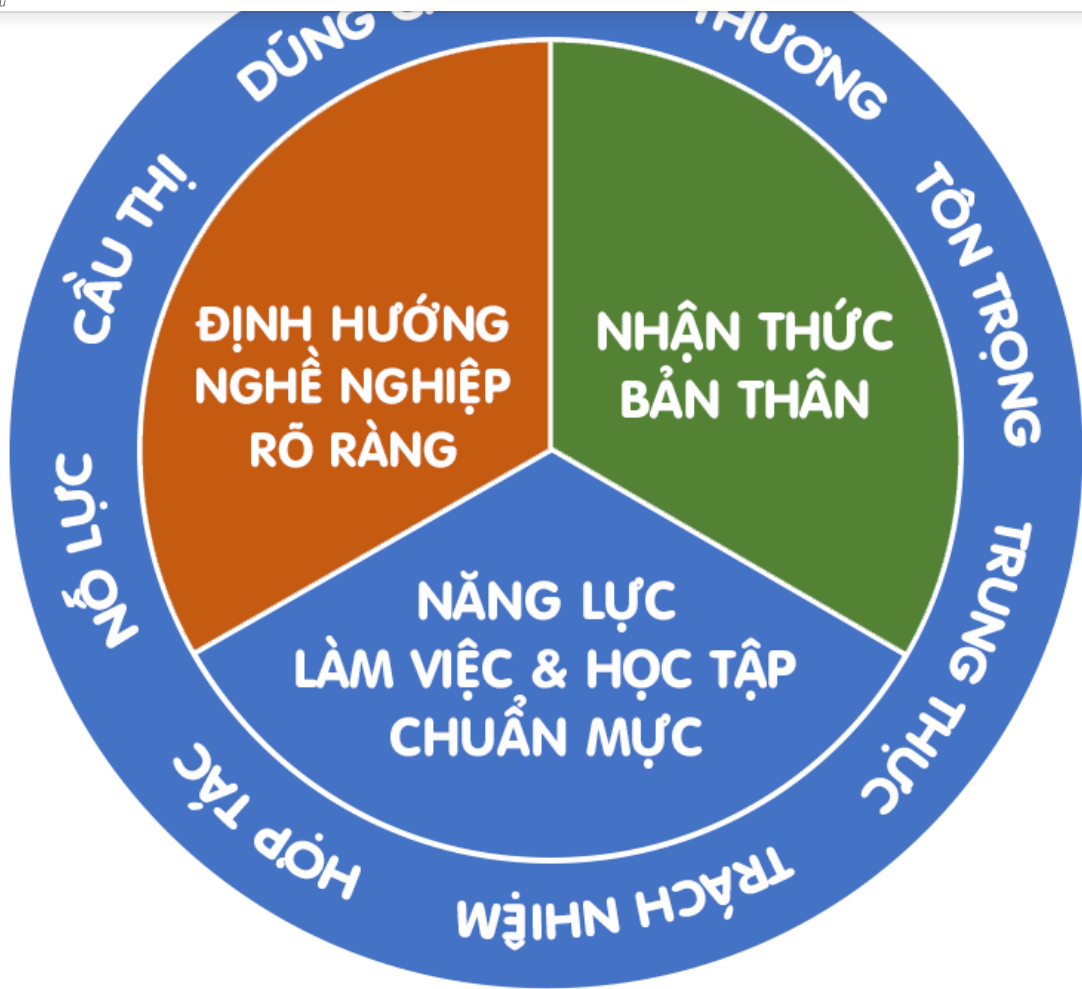 DŨNG
THƯƠNG
TÔN TRỌNG
TRUNG THỰC
TRÁCH NHIỆM
HỢP TÁC
NỖ LỰC
CẦU THỊ
ĐỊNH HƯỚNG
NGHỀ NGHIỆP
RÕ RÀNG
NHẬN THỨC
BẢN THÂN
NĂNG LỰC
LÀM VIỆC & HỌC TẬP
CHUẨN MỰC